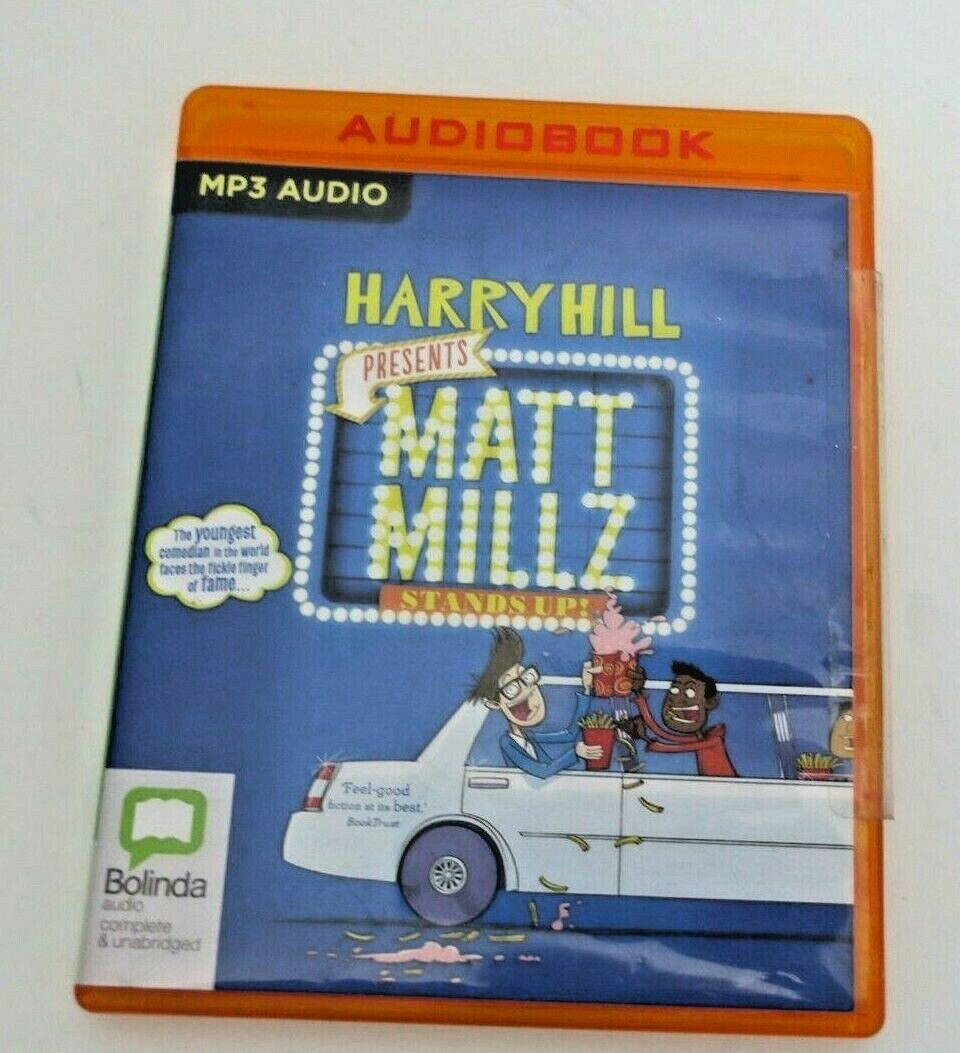 AUDIOBOOK
MP3 AUDIO
HARRY HILL
PRESENTS
MATT
MILLZ
STANDS UP!
The youngest
comedian in the world
faces the fickle finger
of fame...
'Feel-good
fiction at its best.'
BookTrust
Bolinda
audio
complete
& unabridged